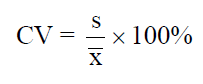 CV = s/x̄ × 100%